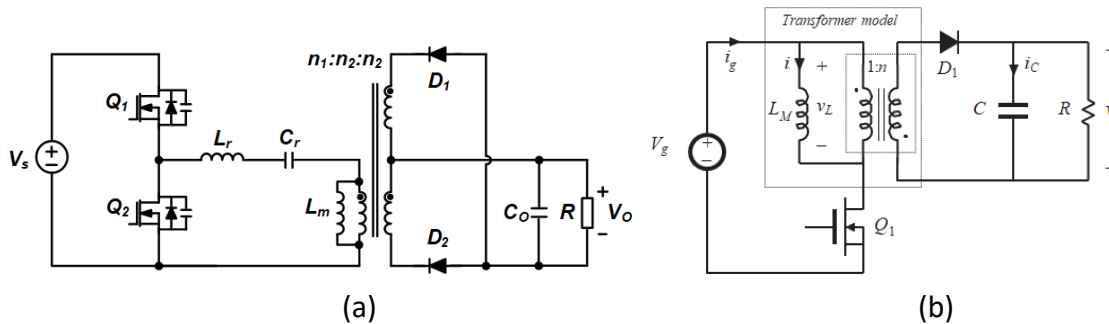 n1:n2:n2
D1
Q1
Lr
Cr
Vs
+
−
Q2
Lm
CO
R
+
VO
−
D2
(a)
Transformer model
ig
i
+
1:n
D1
iC
LM
vL
C
R
v
−
Vg
+
−
Q1
+
−
(b)